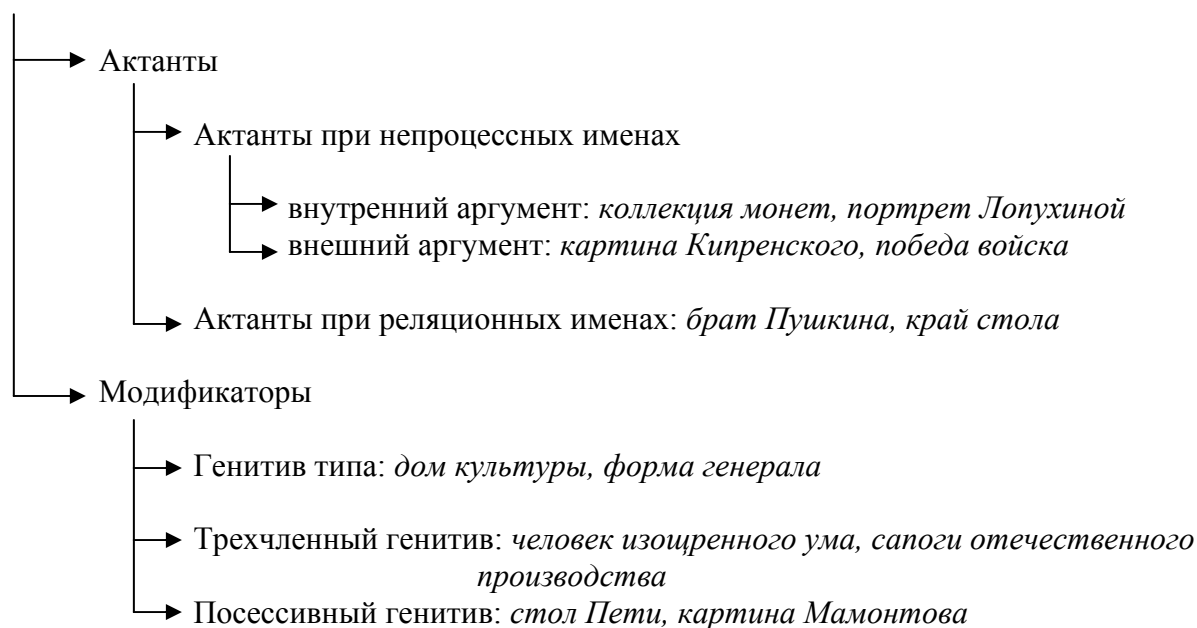 Актанты
Актанты при непроцессных именах
внутренний аргумент: коллекция монет, портрет Лопухиной
внешний аргумент: картина Кипренского, победа войска
Актанты при реляционных именах: брат Пушкина, край стола
Модификаторы
Генитив типа: дом культуры, форма генерала
Трехчленный генитив: человек изощренного ума, сапоги отечественного
производства
Посессивный генитив: стол Пети, картина Мамонтова